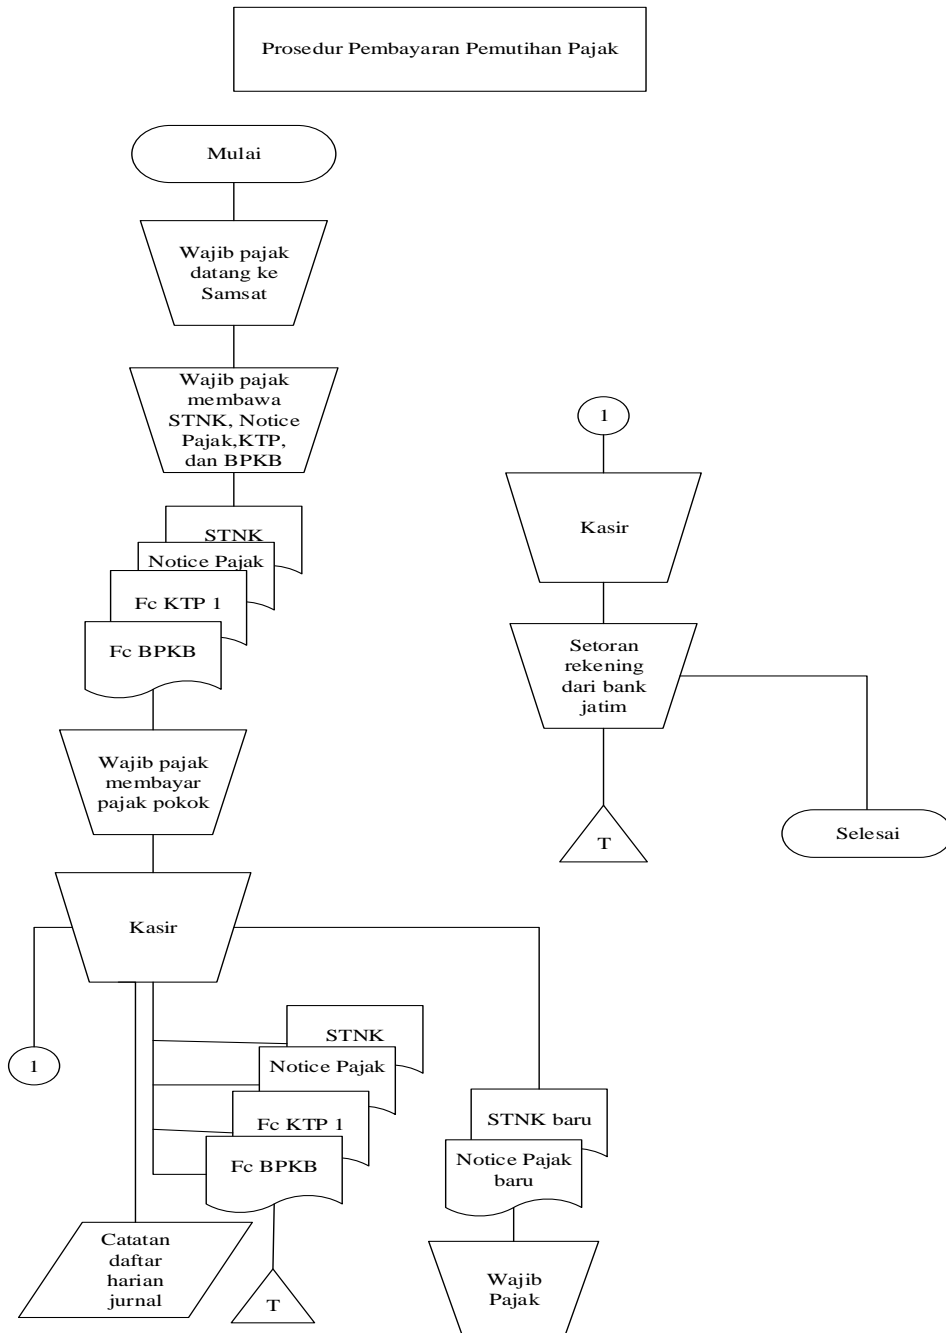 Prosedur Pembayaran Pemutihan Pajak
Mulai
Wajib pajak
datang ke
Samsat
Wajib pajak
membawa
STNK, Notice
Pajak,KTP,
dan BPKB
STNK
Notice Pajak
Fc KTP 1
Fc BPKB
Wajib pajak
membayar
pajak pokok
Kasir
1
STNK
Notice Pajak
Fc KTP 1
Fc BPKB
T
Catatan
daftar
harian
jurnal
STNK baru
Notice Pajak
baru
Wajib
Pajak
1
Kasir
Setoran
rekening
dari bank
jatim
T
Selesai